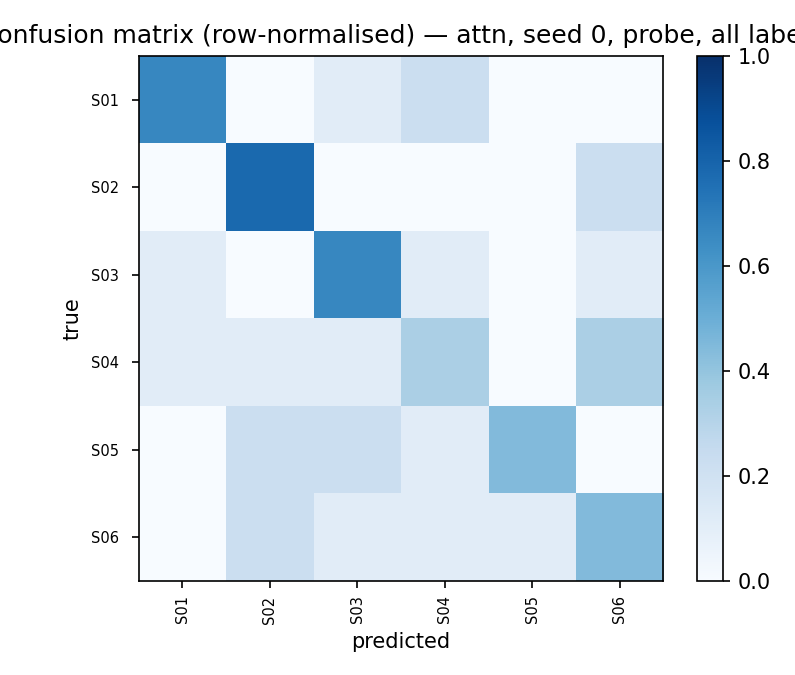 onfusion matrix (row-normalised) — attn, seed 0, probe, all labe
1.0
S01
0.8
S02
0.6
S03
true
0.4
S04
0.2
S05
S06
0.0
S01 S02 S03 S04 S05 S06
predicted